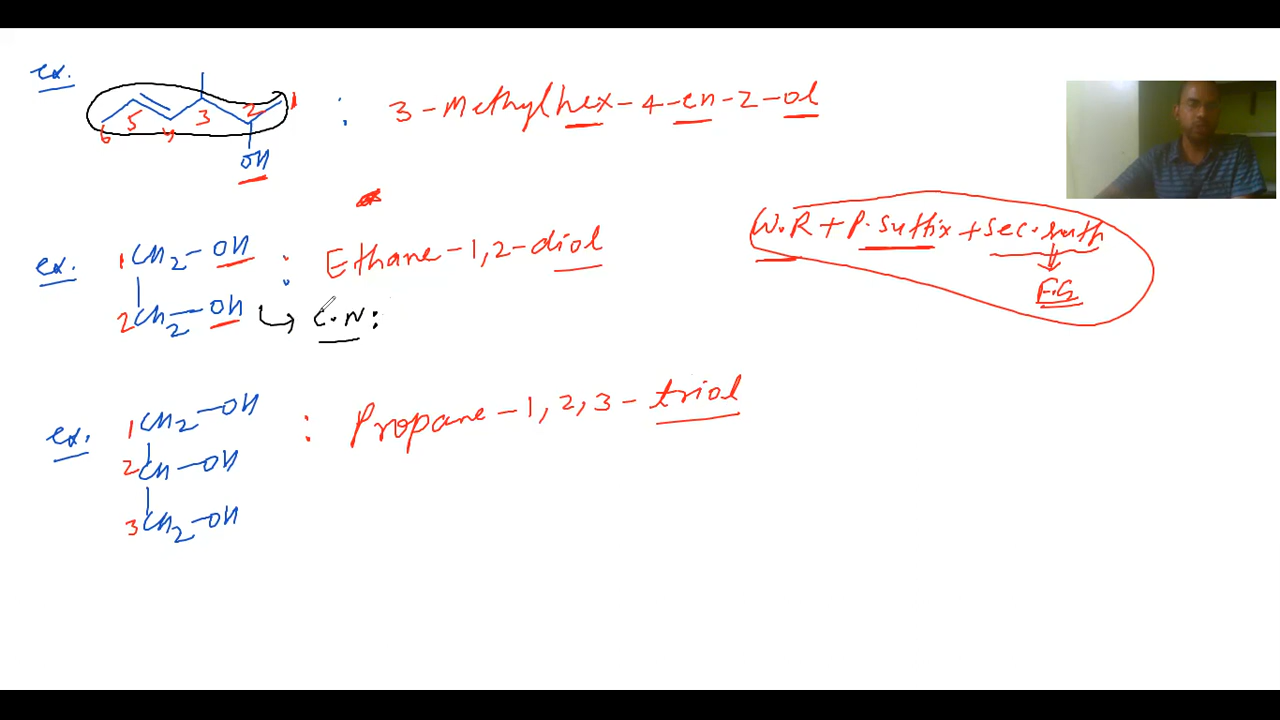 ex.
6 5 4 3 2 1
OH
: 3-Methylhex-4-en-2-ol
W.R + P. suffix + Sec. suffix
F.G
ex. 1CH2-OH : Ethane-1,2-diol
2CH2-OH C.N:
ex. 1CH2-OH : Propane-1,2,3-triol
2CH-OH
3CH2-OH